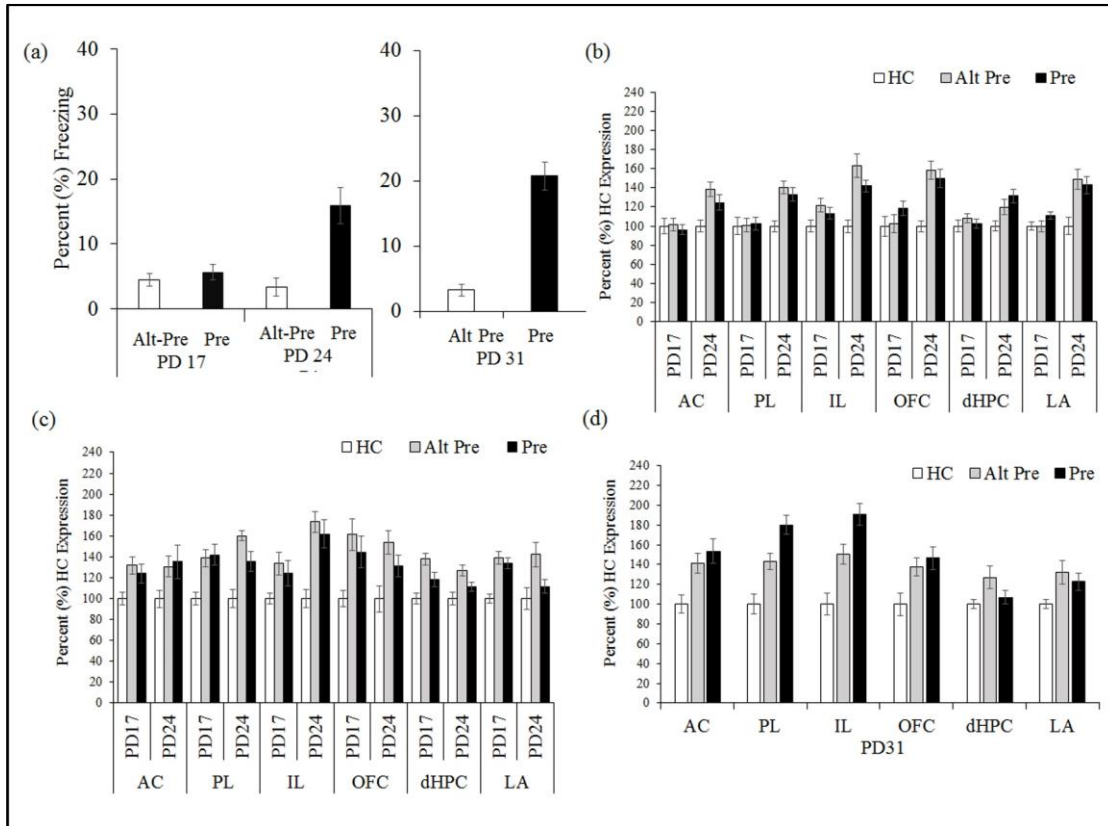 (a)
Percent (%) Freezing
40
30
20
10
0
Alt-Pre Pre Alt-Pre Pre
PD 17 PD 24
40
30
20
10
0
Alt Pre Pre
PD 31
(b)
HC Alt Pre Pre
Percent (%) HC Expression
240
220
200
180
160
140
120
100
80
60
40
20
0
PD17 PD24 PD17 PD24 PD17 PD24 PD17 PD24 PD17 PD24 PD17 PD24
AC PL IL OFC dHPC LA
(c)
HC Alt Pre Pre
Percent (%) HC Expression
240
220
200
180
160
140
120
100
80
60
40
20
0
PD17 PD24 PD17 PD24 PD17 PD24 PD17 PD24 PD17 PD24 PD17 PD24
AC PL IL OFC dHPC LA
(d)
HC Alt Pre Pre
Percent (%) HC Expression
240
220
200
180
160
140
120
100
80
60
40
20
0
AC PL IL OFC dHPC LA
PD31